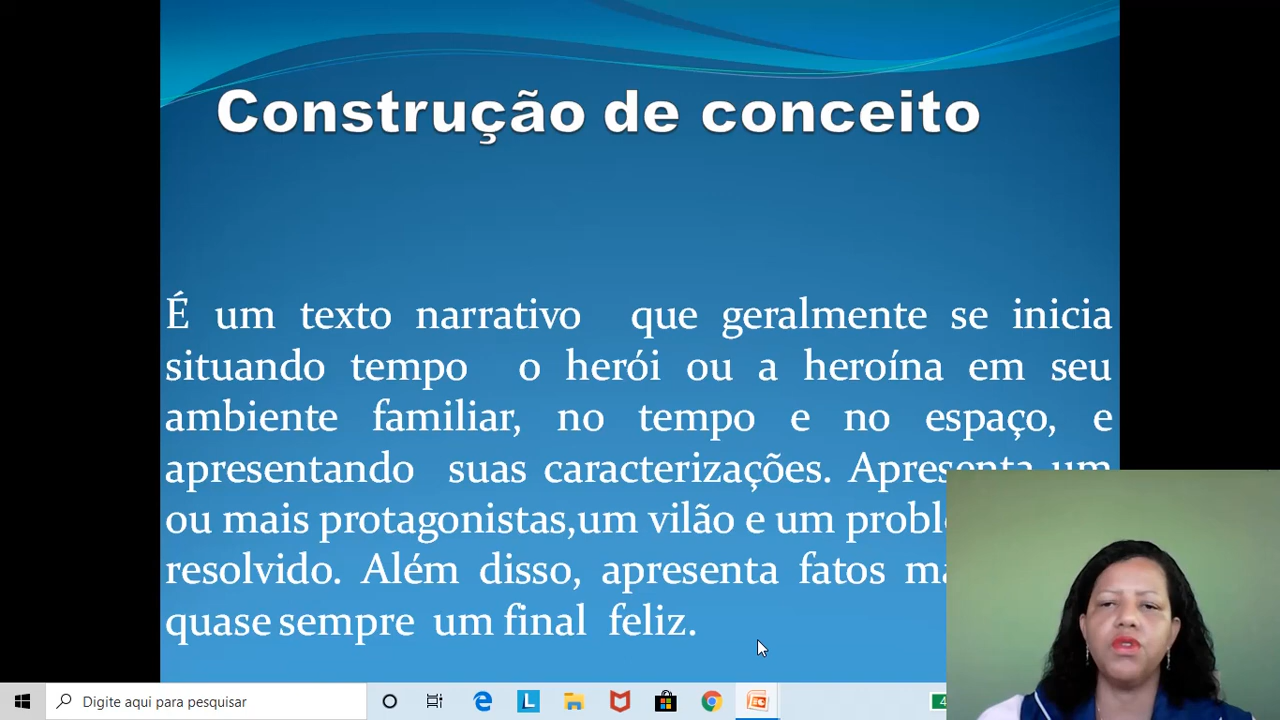 Construção de conceito
É um texto narrativo que geralmente se inicia
situando tempo o herói ou a heroína em seu
ambiente familiar, no tempo e no espaço, e
apresentando suas caracterizações. Apresenta um
ou mais protagonistas,um vilão e um
resolvido. Além disso, apresenta fatos
quase sempre um final feliz.
Digite aqui para pesquisar